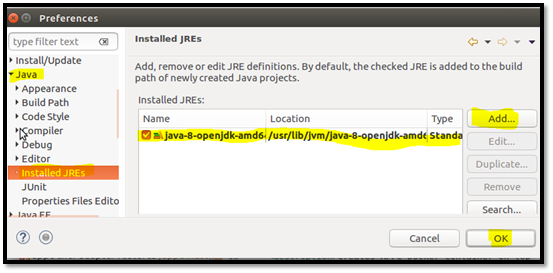 Preferences
type filter text
Installed JREs
Install/Update
Java
Appearance
Build Path
Code Style
Compiler
Debug
Editor
Installed JREs
JUnit
Properties Files Edito
Java EE
Add, remove or edit JRE definitions. By default, the checked JRE is added to the build
path of newly created Java projects.
Installed JREs:
Name Location Type
java-8-openjdk-amd6 /usr/lib/jvm/java-8-openjdk-amd6 Standa
Add...
Edit...
Duplicate...
Remove
Search...
Cancel OK